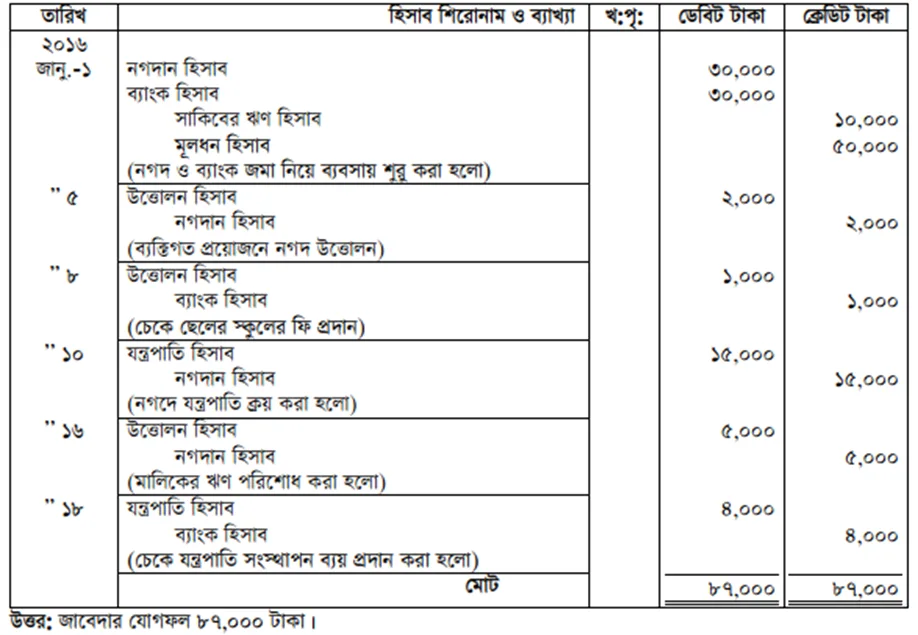 তারিখ হিসাব শিরোনাম ও ব্যাখ্যা খ:পৃ: ডেবিট টাকা ক্রেডিট টাকা
২০১৬
জানু.-১ নগদান হিসাব ৩০,০০০
ব্যাংক হিসাব ৩০,০০০
সাকিবের ঋণ হিসাব ১০,০০০
মূলধন হিসাব ৫০,০০০
(নগদ ও ব্যাংক জমা নিয়ে ব্যবসায় শুরু করা হলো)
” ৫ উত্তোলন হিসাব ২,০০০
নগদান হিসাব ২,০০০
(ব্যক্তিগত প্রয়োজনে নগদ উত্তোলন)
” ৮ উত্তোলন হিসাব ১,০০০
ব্যাংক হিসাব ১,০০০
(চেকে ছেলের স্কুলের ফি প্রদান)
” ১০ যন্ত্রপাতি হিসাব ১৫,০০০
নগদান হিসাব ১৫,০০০
(নগদে যন্ত্রপাতি ক্রয় করা হলো)
” ১৬ উত্তোলন হিসাব ৫,০০০
নগদান হিসাব ৫,০০০
(মালিকের ঋণ পরিশোধ করা হলো)
” ১৮ যন্ত্রপাতি হিসাব ৪,০০০
ব্যাংক হিসাব ৪,০০০
(চেকে যন্ত্রপাতি সংস্থাপন ব্যয় প্রদান করা হলো)
মোট ৮৭,০০০ ৮৭,০০০
উত্তর: জাবেদার যোগফল ৮৭,০০০ টাকা।